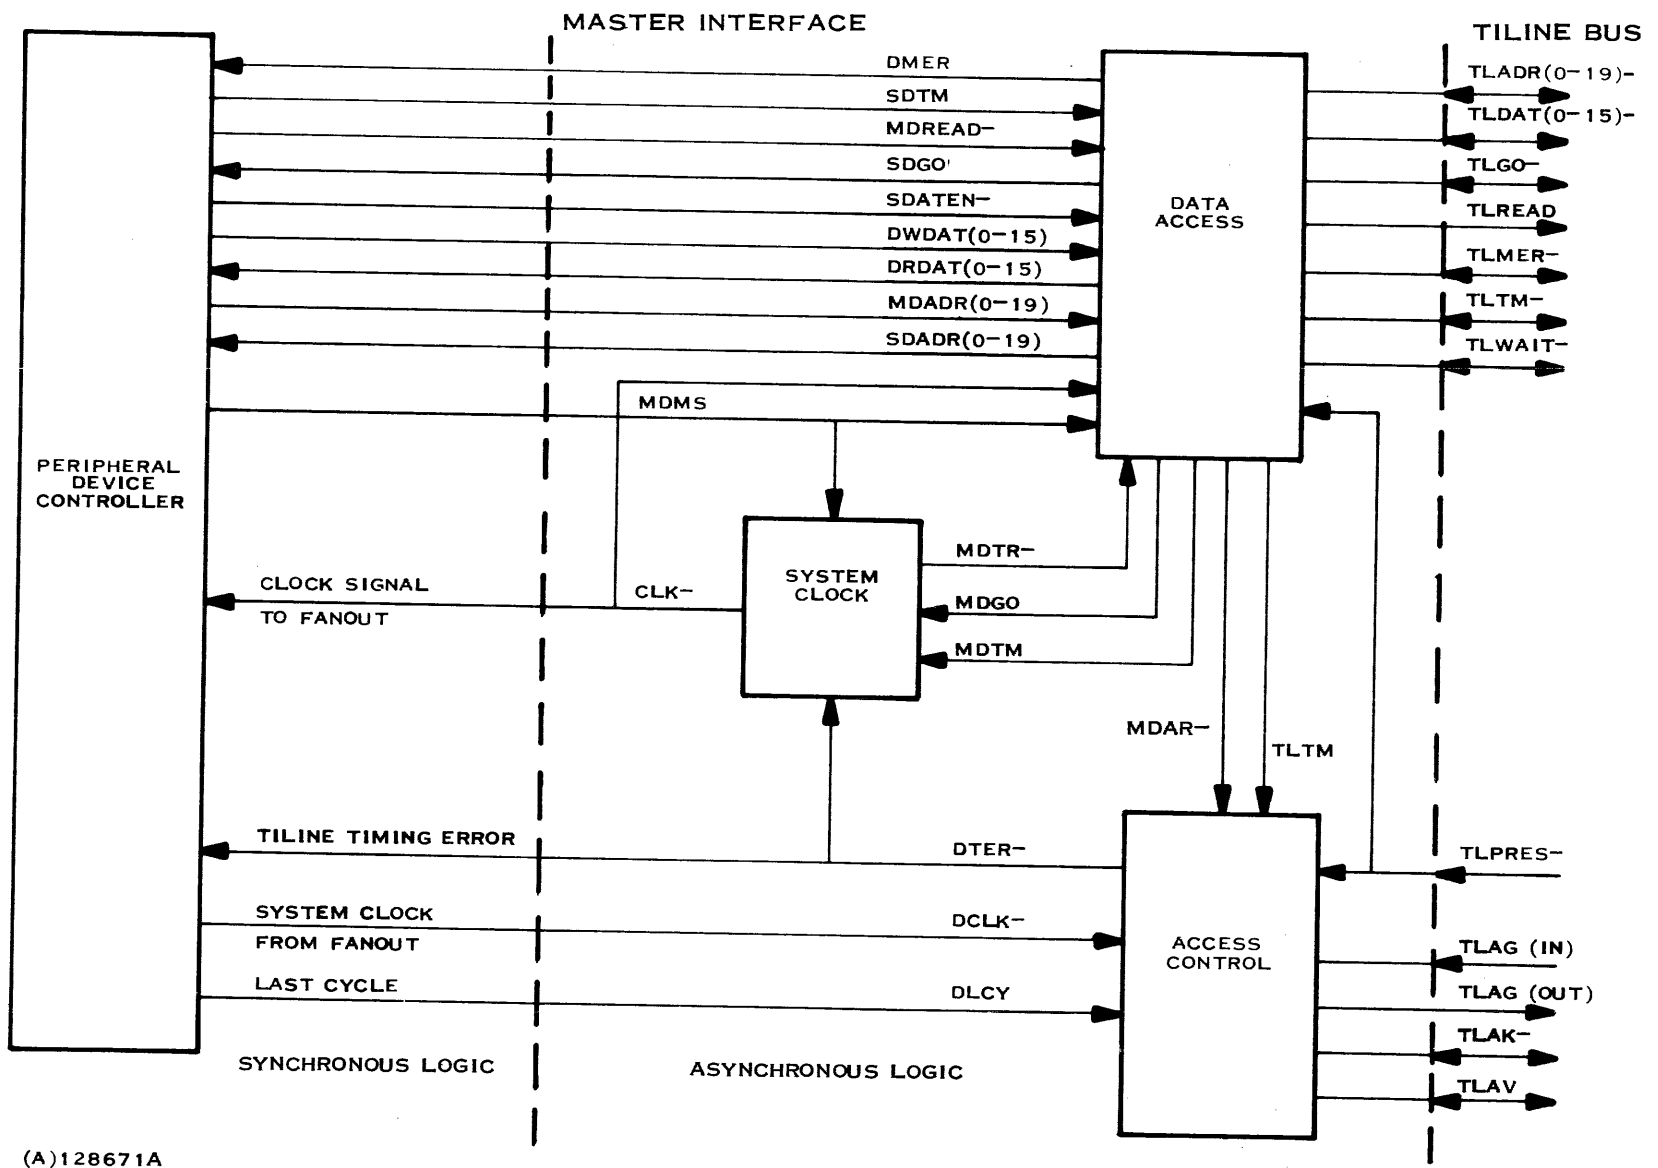 MASTER INTERFACE
TILINE BUS
DMER
SDTM
MDREAD-
SDGO
SDATEN-
DWDAT(0-15)
DRDAT(0-15)
MDADR(0-19)
SDADR(0-19)
MDMS
DATA
ACCESS
TLADR(0-19)-
TLDAT(0-15)-
TLGO-
TLREAD
TLMER-
TLTM-
TLWAIT-
PERIPHERAL
DEVICE
CONTROLLER
CLOCK SIGNAL
TO FANOUT
CLK-
SYSTEM
CLOCK
MDTR-
MDGO
MDTM
MDAR-
TLTM
TILINE TIMING ERROR
DTER-
TLPRES-
SYSTEM CLOCK
FROM FANOUT
DCLK-
LAST CYCLE
DLCY
ACCESS
CONTROL
TLAG (IN)
TLAG (OUT)
TLAK-
TLAV
SYNCHRONOUS LOGIC
ASYNCHRONOUS LOGIC
(A)128671A